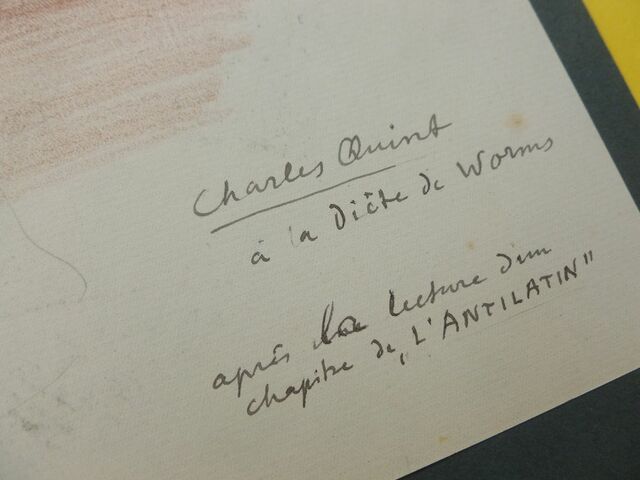 Charles Quint
à la Diète de Worms
après la lecture d'un
chapitre de „L'ANTILATIN"